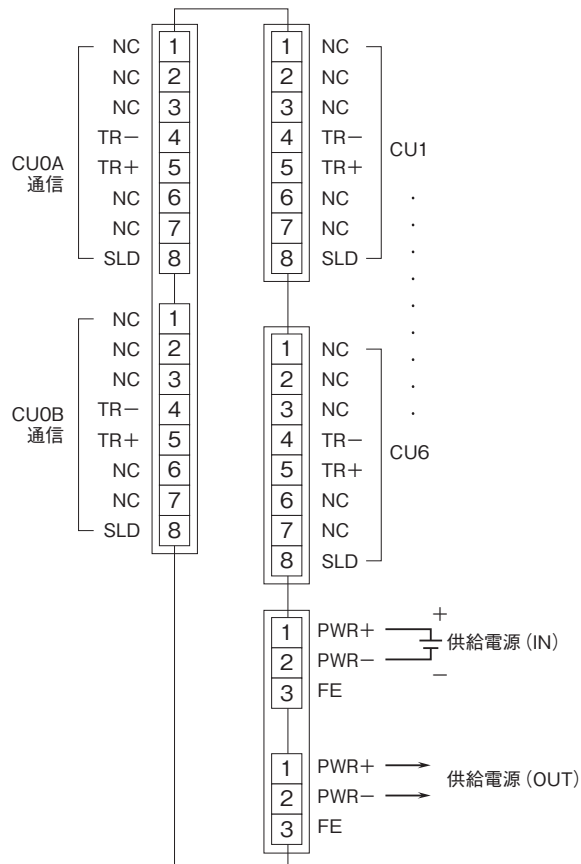 CU0A
通信
NC 1
NC 2
NC 3
TR− 4
TR+ 5
NC 6
NC 7
SLD 8
CU0B
通信
NC 1
NC 2
NC 3
TR− 4
TR+ 5
NC 6
NC 7
SLD 8
1 NC
2 NC
3 NC
4 TR−
5 TR+
6 NC
7 NC
8 SLD
CU1
1 NC
2 NC
3 NC
4 TR−
5 TR+
6 NC
7 NC
8 SLD
CU6
1 PWR+
2 PWR−
3 FE
+
−
供給電源（IN）
1 PWR+
2 PWR−
3 FE
供給電源（OUT）